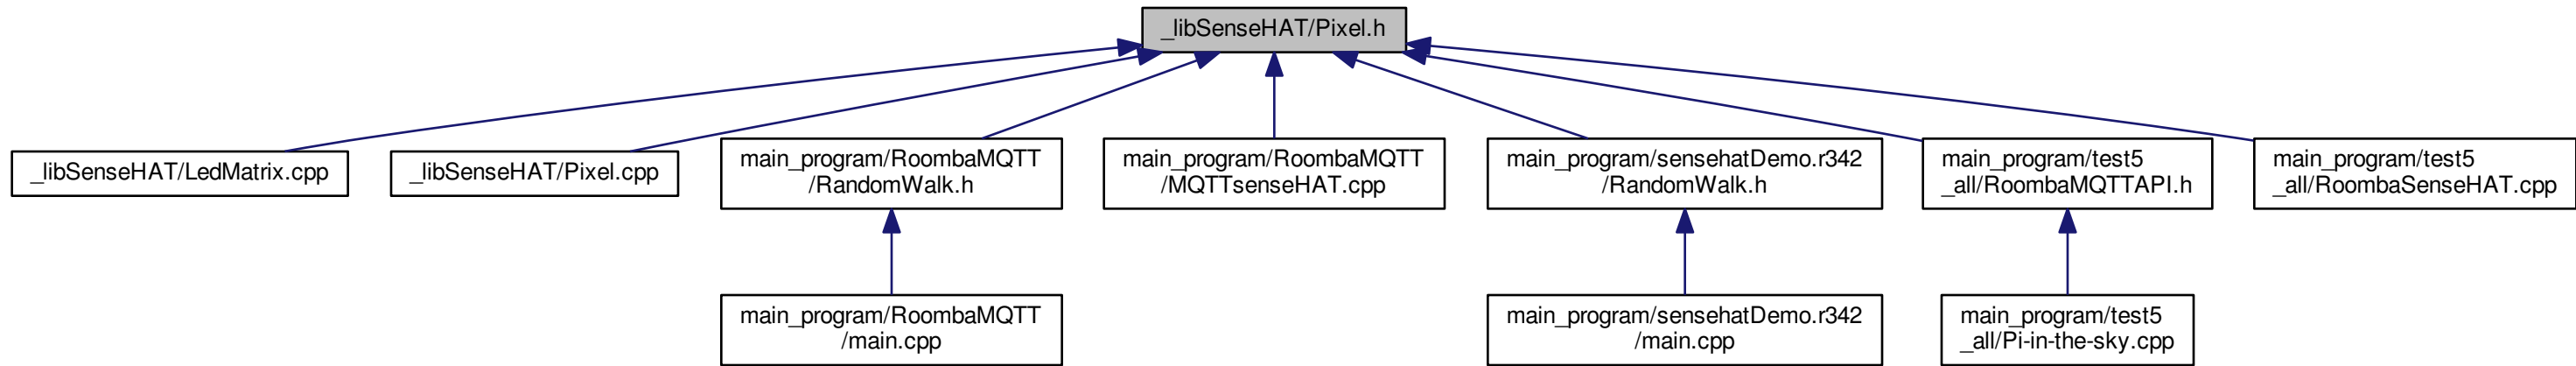 _libSenseHAT/Pixel.h
_libSenseHAT/LedMatrix.cpp
_libSenseHAT/Pixel.cpp
main_program/RoombaMQTT
/RandomWalk.h
main_program/RoombaMQTT
/MQTTsenseHAT.cpp
main_program/sensehatDemo.r342
/RandomWalk.h
main_program/test5
_all/RoombaMQTTAPI.h
main_program/test5
_all/RoombaSenseHAT.cpp
main_program/RoombaMQTT
/main.cpp
main_program/sensehatDemo.r342
/main.cpp
main_program/test5
_all/Pi-in-the-sky.cpp